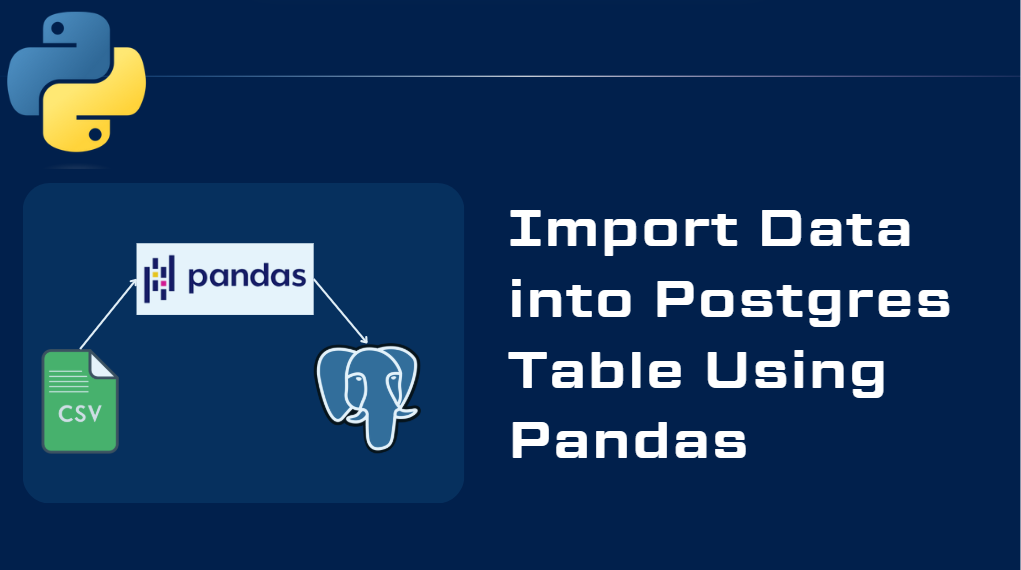 pandas
CSV
Import Data
into Postgres
Table Using
Pandas